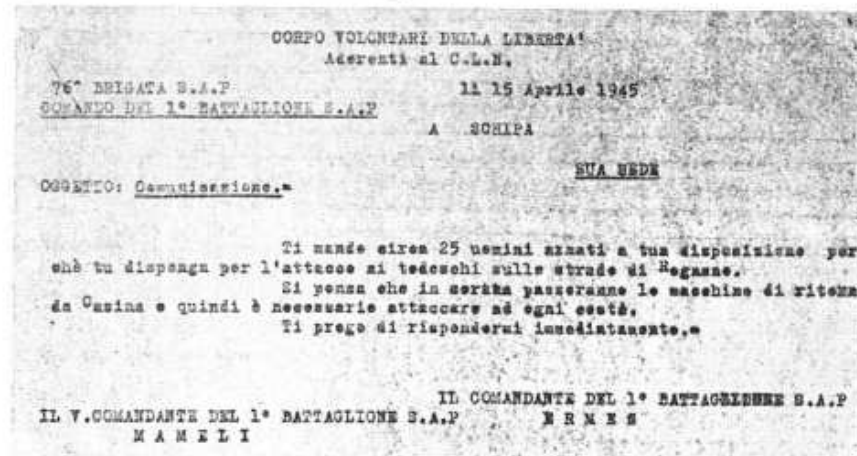 CORPO VOLONTARI DELLA LIBERTA'
Aderenti al C.L.N.
76^ BRIGATA S.A.P
li 15 Aprile 1945
COMANDO DEL 1° BATTAGLIONE S.A.P
A SCHIPA
SUA SEDE
OGGETTO: Comunicazione.=
Ti mando circa 25 uomini armati a tua disposizione per
chè tu disponga per l'attacco ai tedeschi sulle strade di
Si pensa che in serata passeranno le macchine di ritorn
da Casina e quindi è necessario attaccare ad ogni costo.
Ti prego di rispondermi immediatamente.=
IL COMANDANTE DEL 1° BATTAGLIONE S.A.P
IL V.COMANDANTE DEL 1° BATTAGLIONE S.A.P
E R M E S
M A M E L I